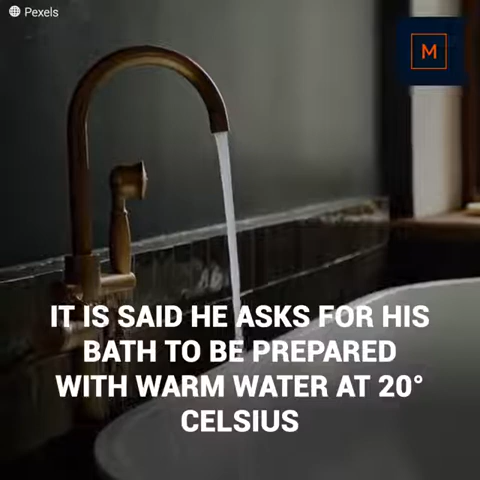 Pexels
M
IT IS SAID HE ASKS FOR HIS
BATH TO BE PREPARED
WITH WARM WATER AT 20°
CELSIUS